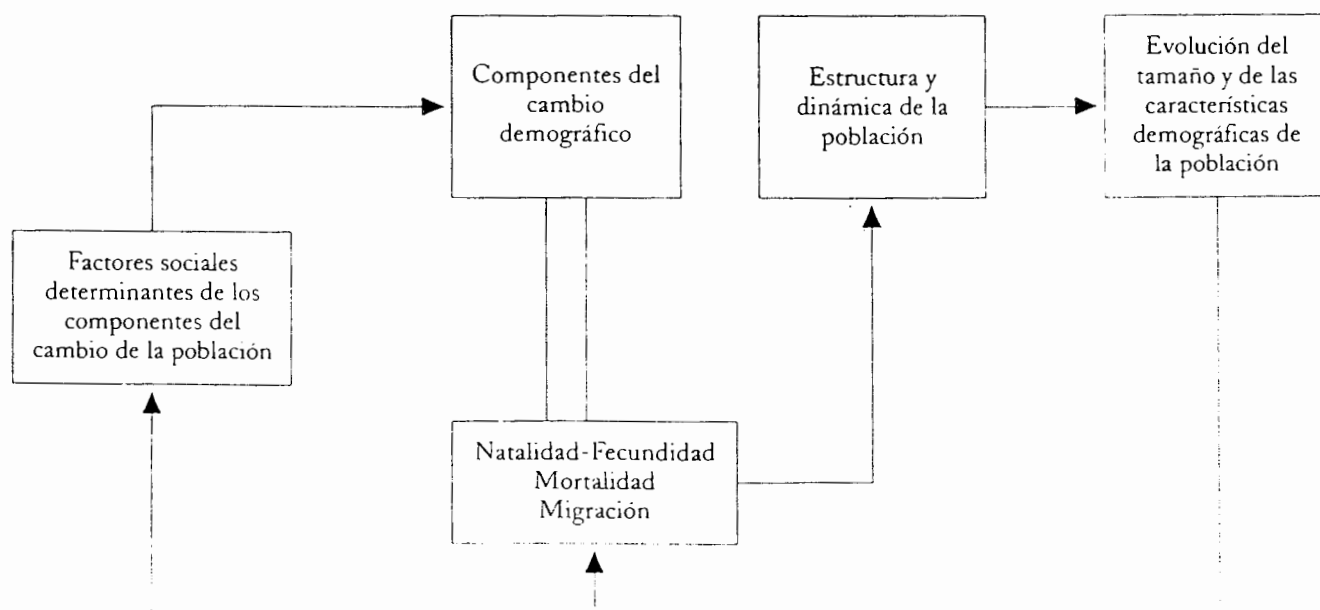 Factores sociales
determinantes de los
componentes del
cambio de la población
Componentes del
cambio
demográfico
Natalidad-Fecundidad
Mortalidad
Migración
Estructura y
dinámica de la
población
Evolución del
tamaño y de las
características
demográficas de
la población